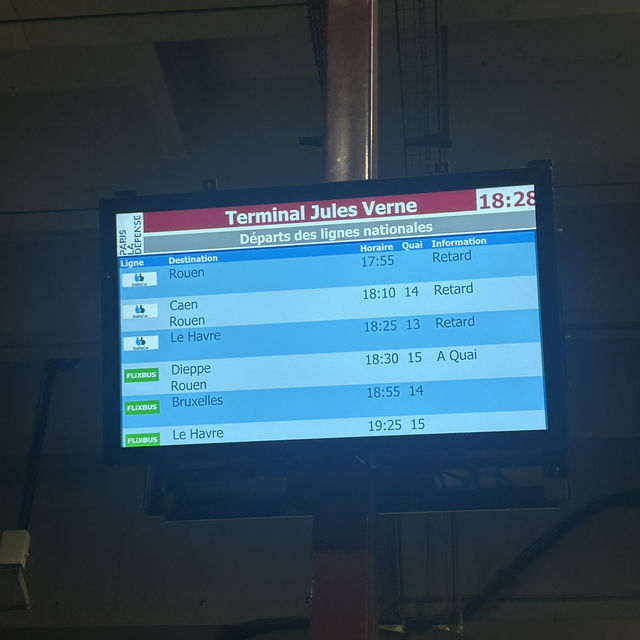 PARIS LA DEFENSE
Terminal Jules Verne 18:28
Départs des lignes nationales
Ligne Destination Horaire Quai Information
Rouen 17:55 Retard
Caen 18:10 14 Retard
Rouen
Le Havre 18:25 13 Retard
FLiXBUS Dieppe 18:30 15 A Quai
Rouen
FLiXBUS Bruxelles 18:55 14
FLiXBUS Le Havre 19:25 15